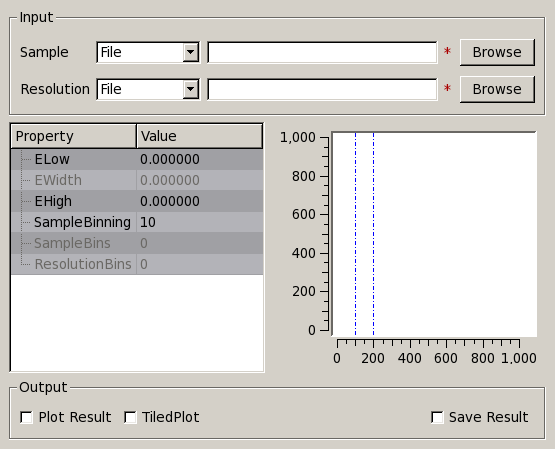 Input
Sample File * Browse
Resolution File * Browse
Property Value
ELow 0.000000
EWidth 0.000000
EHigh 0.000000
SampleBinning 10
SampleBins 0
ResolutionBins 0
1,000
800
600
400
200
0
0 200 400 600 800 1,000
Output
Plot Result TiledPlot Save Result